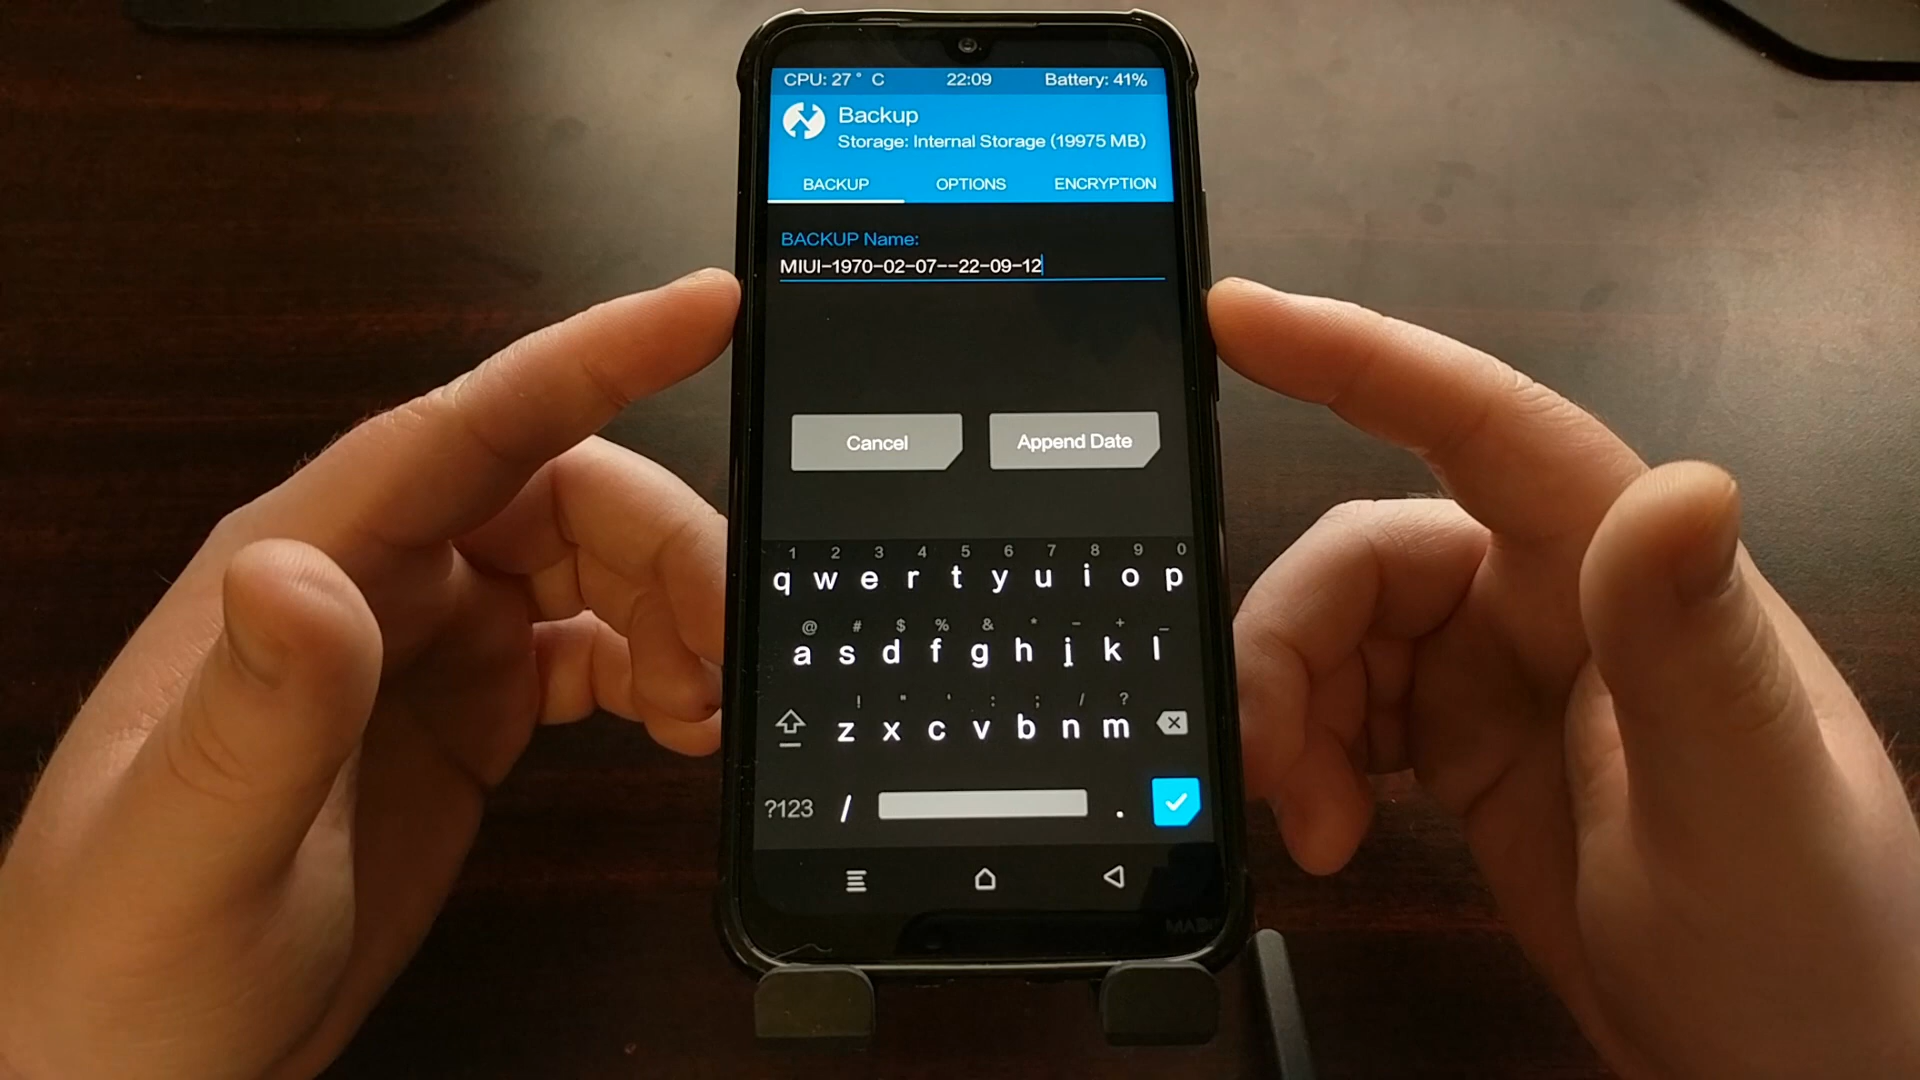 CPU: 27 ° C 22:09 Battery: 41%
Backup
Storage: Internal Storage (19975 MB)
BACKUP OPTIONS ENCRYPTION
BACKUP Name:
MIUI-1970-02-07--22-09-12
Cancel Append Date
1 2 3 4 5 6 7 8 9 0
q w e r t y u i o p
@ # $ % & * - + _
a s d f g h j k l
! " ' : ; / ?
z x c v b n m
?123 / .